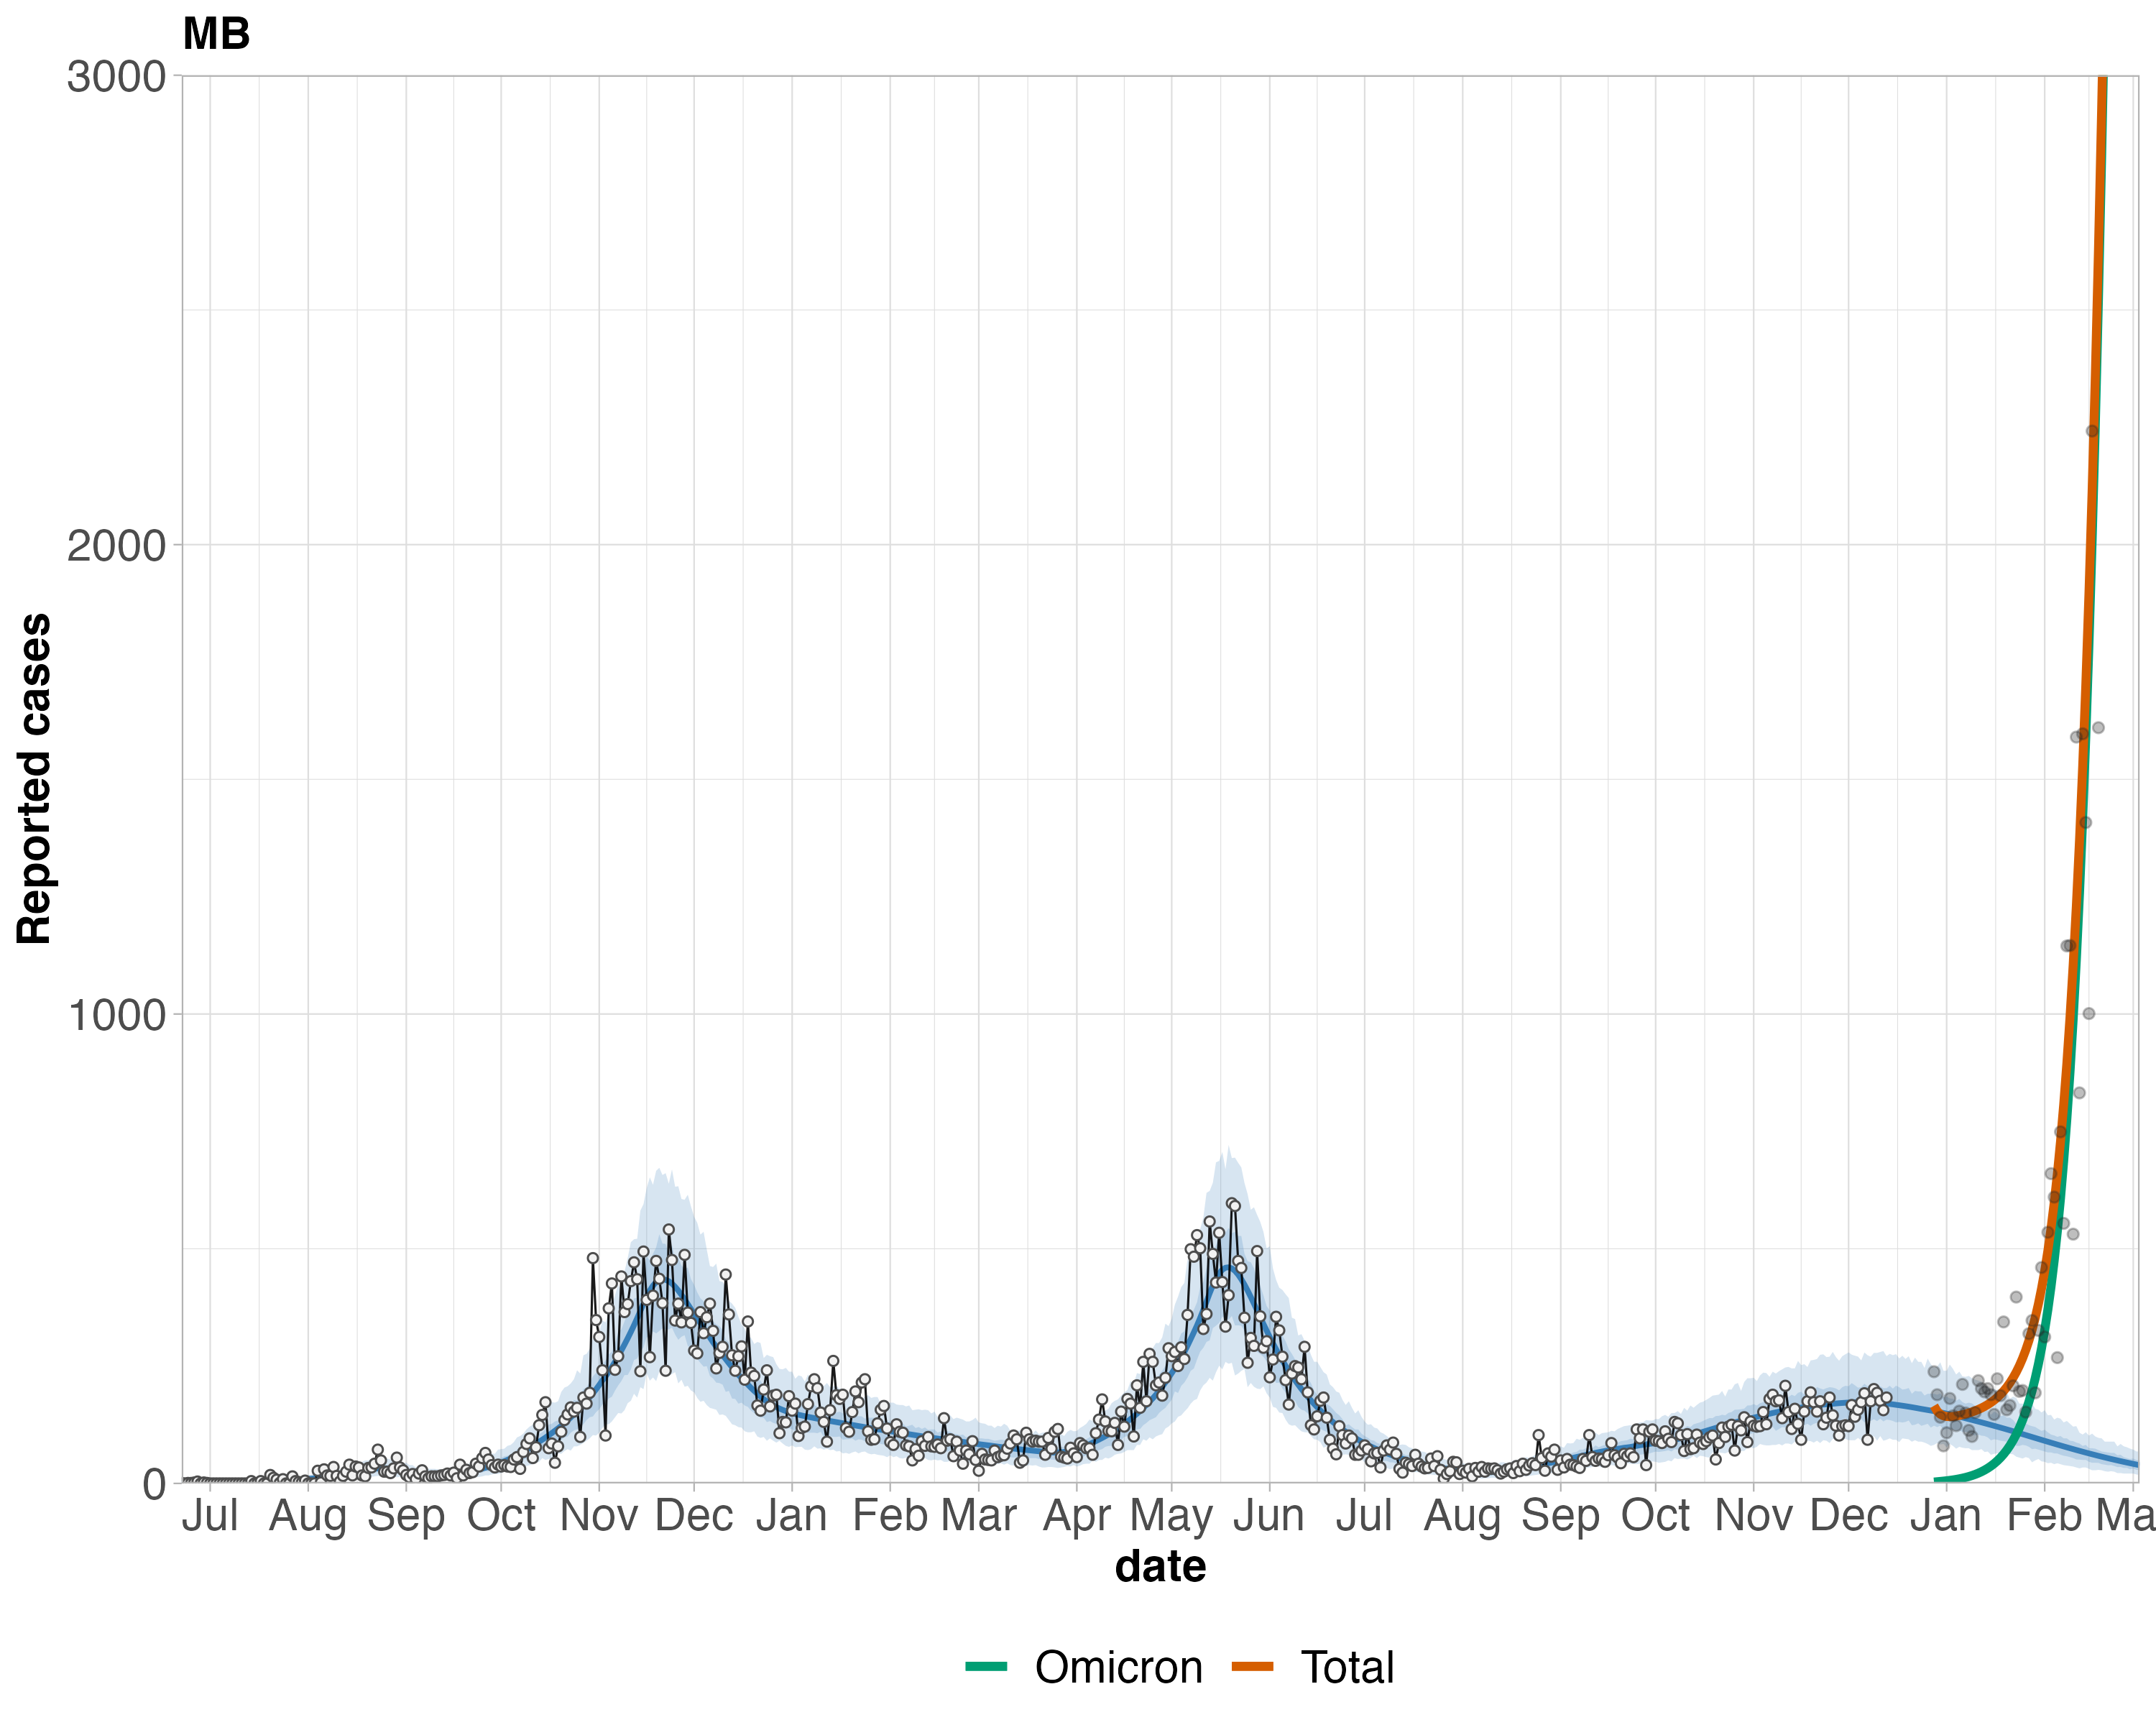 MB
3000
2000
1000
0
Reported cases
Jul Aug Sep Oct Nov Dec Jan Feb Mar Apr May Jun Jul Aug Sep Oct Nov Dec Jan Feb Ma
date
Omicron Total